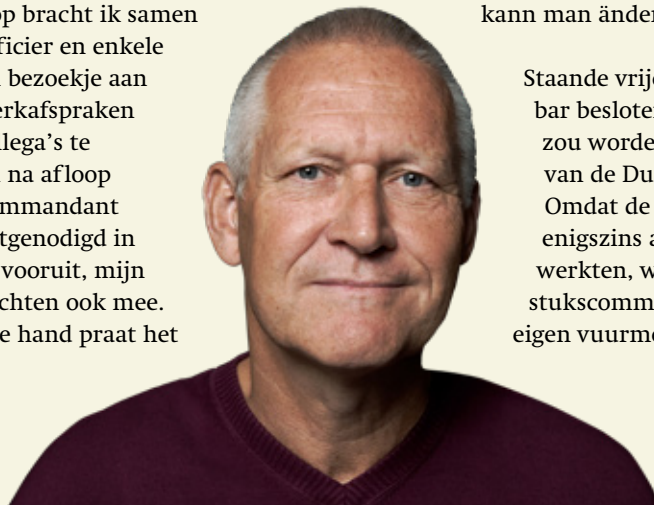 op bracht ik samen
ficier en enkele
bezoekje aan
erkafspraken
llega's te
na afloop
mmandant
tgenodigd in
vooruit, mijn
chten ook mee.
e hand praat het
kann man änder
Staande vrij
bar beslote
zou worde
van de Du
Omdat de
enigszins a
werkten, w
stukscomm
eigen vuurm